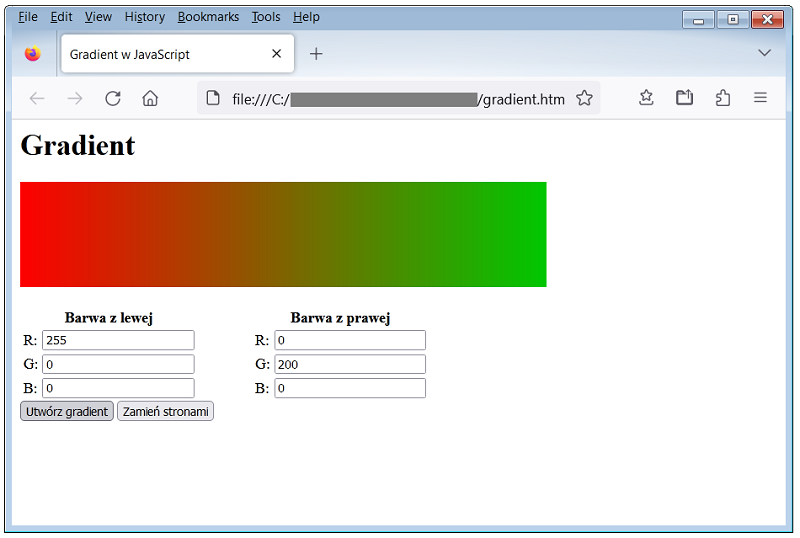 File Edit View History Bookmarks Tools Help
Gradient w JavaScript
file:///C:/ /gradient.htm
Gradient
Barwa z lewej Barwa z prawej
R: 255 R: 0
G: 0 G: 200
B: 0 B: 0
Utwórz gradient Zamień stronami